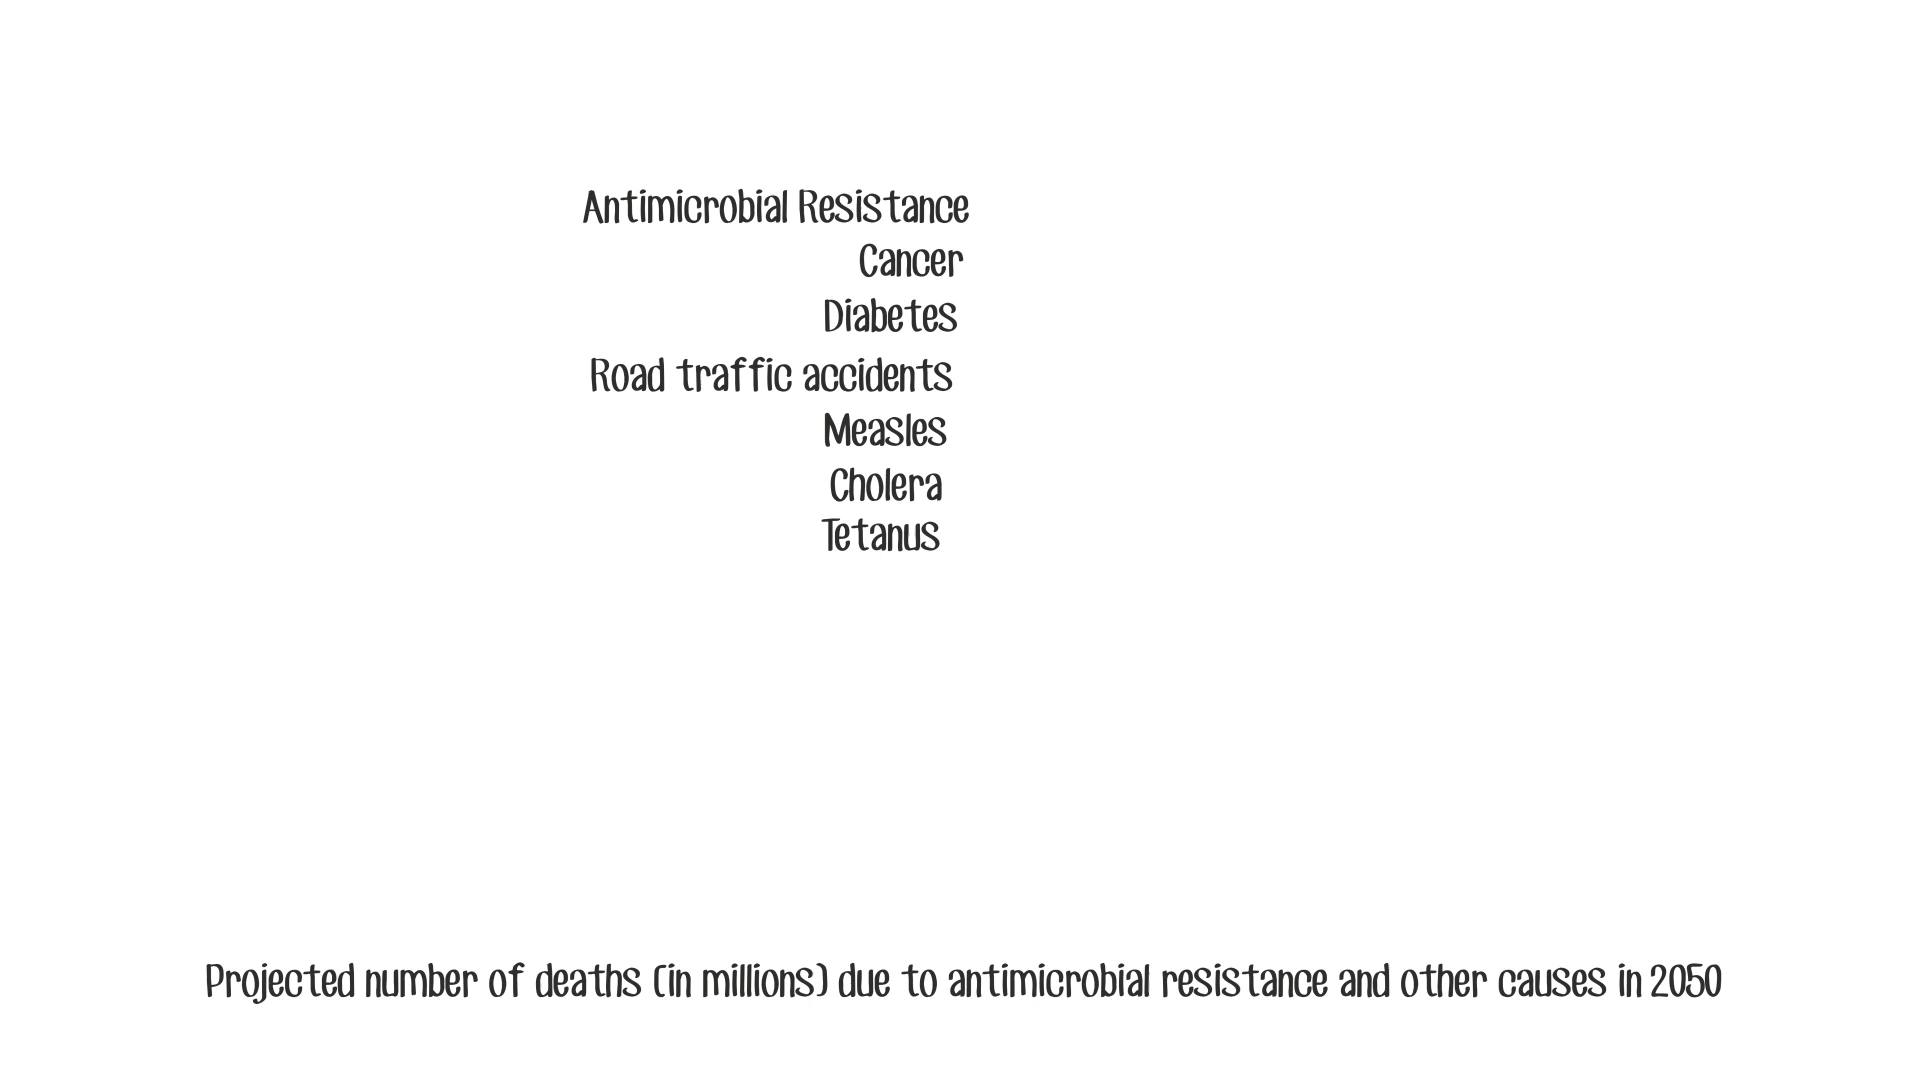 Antimicrobial Resistance
Cancer
Diabetes
Road traffic accidents
Measles
Cholera
Tetanus
Projected number of deaths (in millions) due to antimicrobial resistance and other causes in 2050